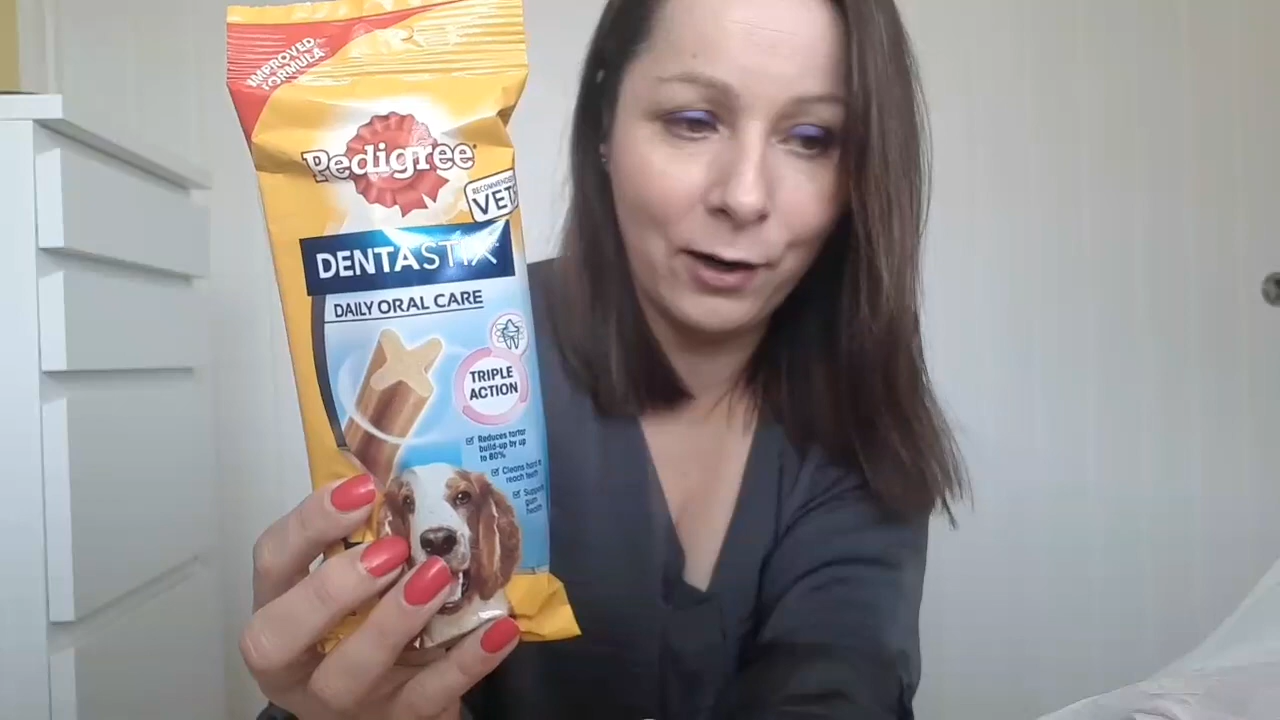 IMPROVED
FORMULA
Pedigree
RECOMMENDED
VETS
DENTASTIX
DAILY ORAL CARE
TRIPLE
ACTION
Reduces tartar
build-up by up
to 80%
Cleans hard to
reach teeth
Supports
gum
health